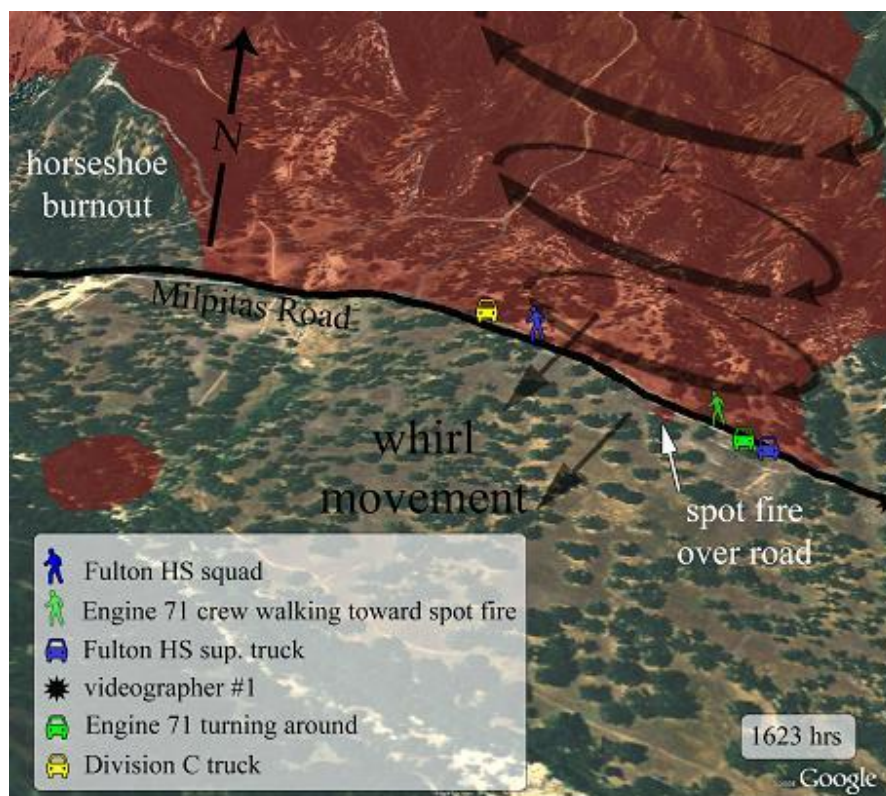 N
horseshoe
burnout
Milpitas Road
whirl
movement
spot fire
over road
Fulton HS squad
Engine 71 crew walking toward spot fire
Fulton HS sup. truck
videographer #1
Engine 71 turning around
Division C truck
1623 hrs
Google